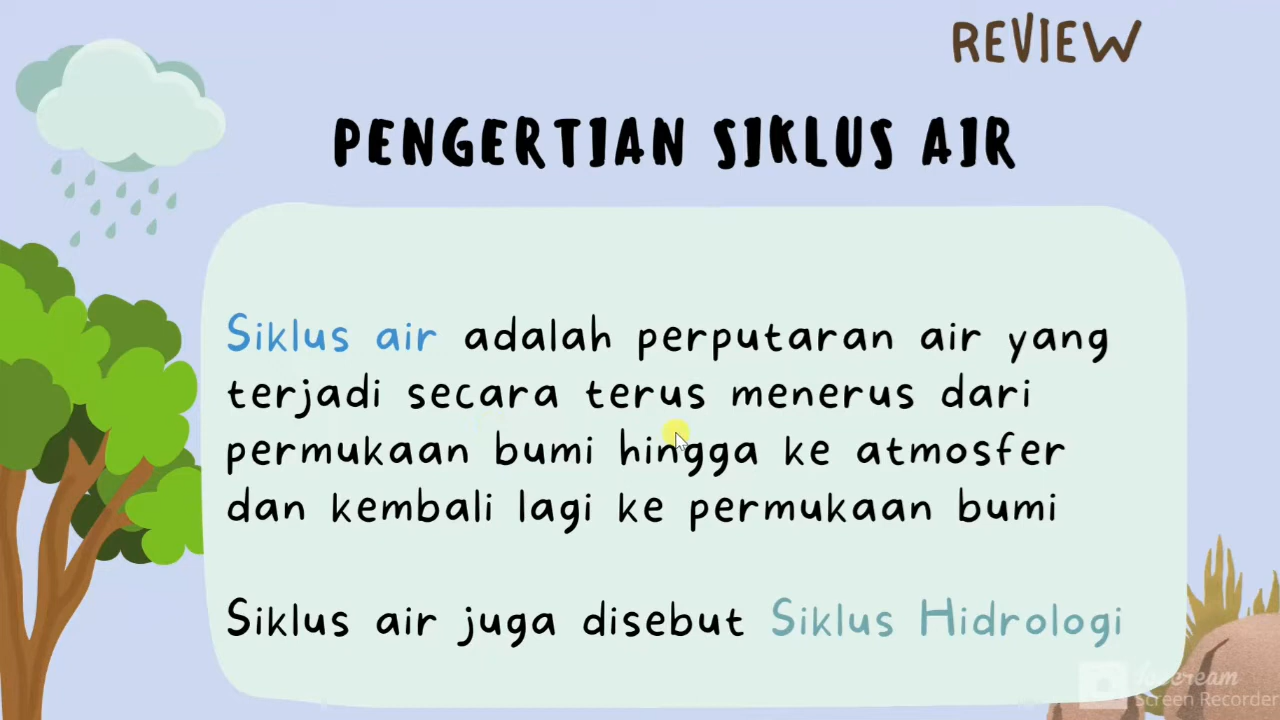 REVIEW
PENGERTIAN SIKLUS AIR
Siklus air adalah perputaran air yang
terjadi secara terus menerus dari
permukaan bumi hingga ke atmosfer
dan kembali lagi ke permukaan bumi
Siklus air juga disebut Siklus Hidrologi
Icecream
Screen Recorder